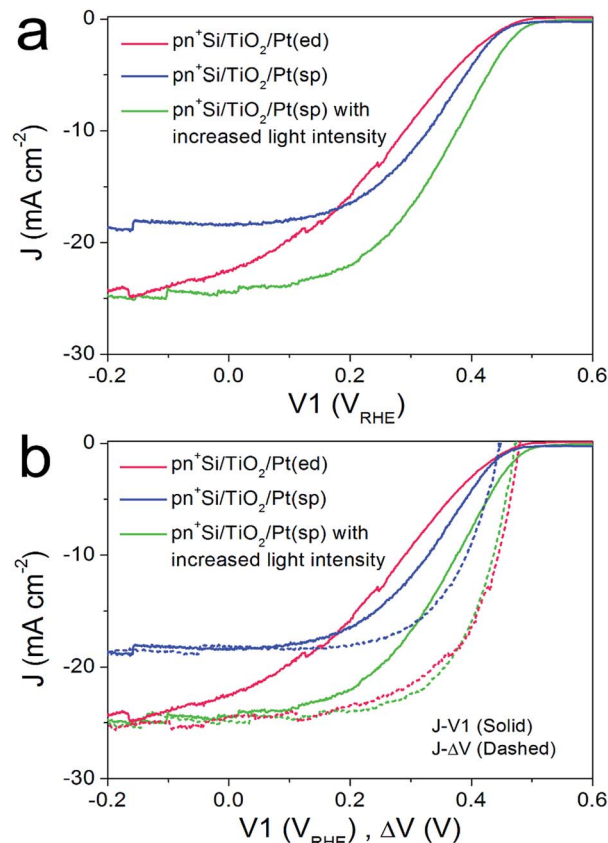 a
0
-10
-20
-30
J (mA cm⁻²)
pn⁺Si/TiO₂/Pt(ed)
pn⁺Si/TiO₂/Pt(sp)
pn⁺Si/TiO₂/Pt(sp) with
increased light intensity
-0.2 0.0 0.2 0.4 0.6
V1 (V_RHE)
b
0
-10
-20
-30
J (mA cm⁻²)
pn⁺Si/TiO₂/Pt(ed)
pn⁺Si/TiO₂/Pt(sp)
pn⁺Si/TiO₂/Pt(sp) with
increased light intensity
J-V1 (Solid)
J-ΔV (Dashed)
-0.2 0.0 0.2 0.4 0.6
V1 (V_RHE) , ΔV (V)